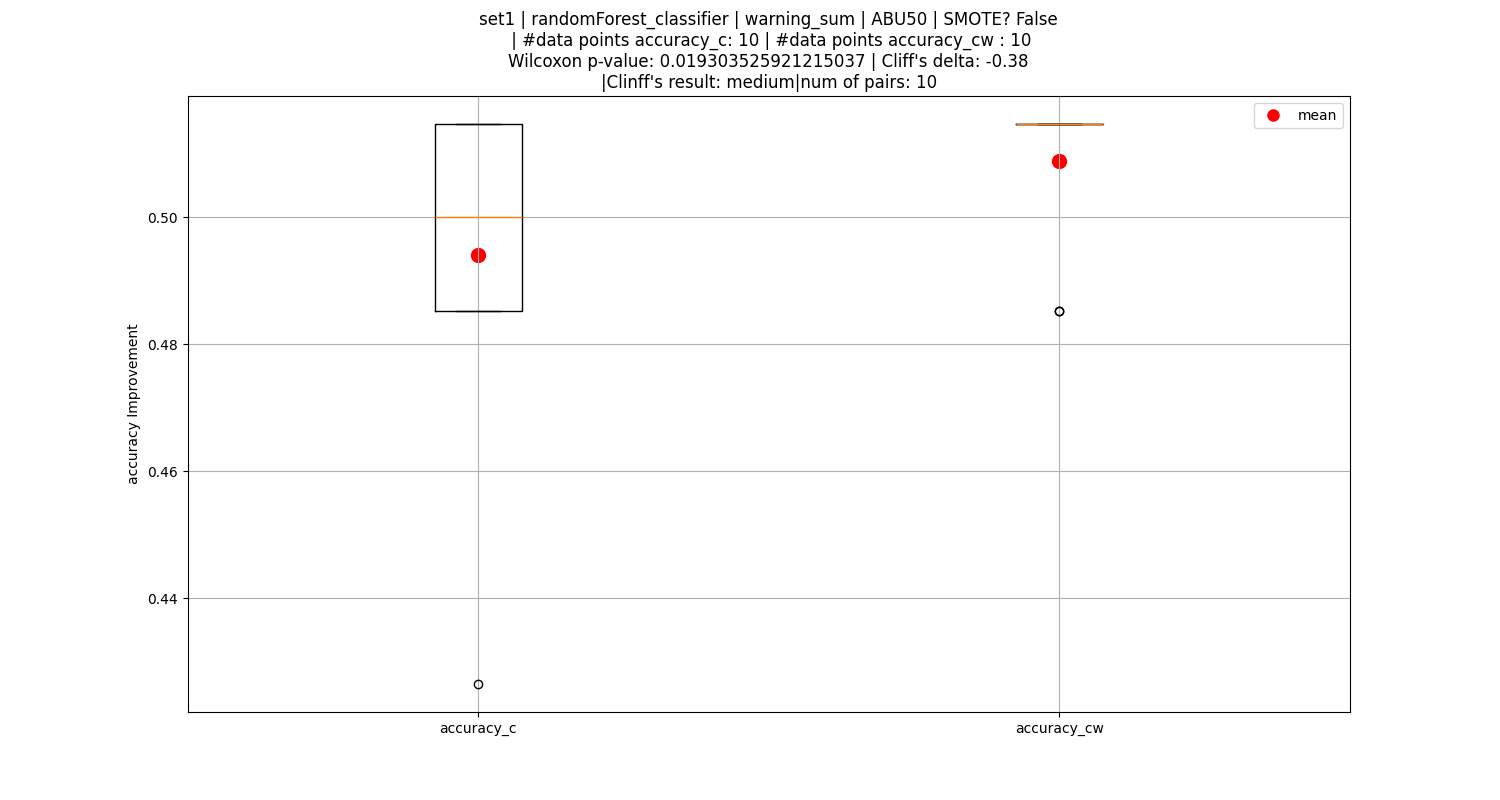 set1 | randomForest_classifier | warning_sum | ABU50 | SMOTE? False
| #data points accuracy_c: 10 | #data points accuracy_cw : 10
Wilcoxon p-value: 0.019303525921215037 | Cliff's delta: -0.38
|Clinff's result: medium|num of pairs: 10
mean
accuracy Improvement
0.50
0.48
0.46
0.44
accuracy_c
accuracy_cw